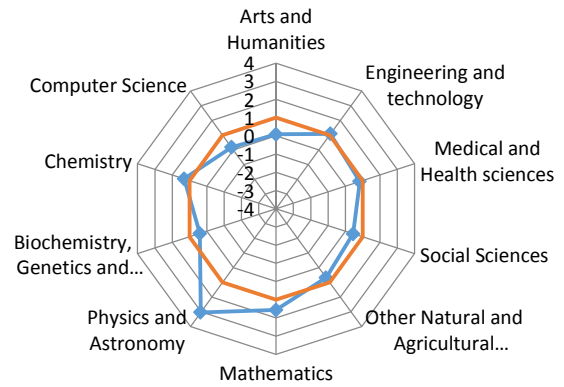 Arts and
Humanities
Engineering and
technology
Medical and
Health sciences
Social Sciences
Other Natural and
Agricultural...
Mathematics
Physics and
Astronomy
Biochemistry,
Genetics and...
Chemistry
Computer Science
4
3
2
1
0
-1
-2
-3
-4